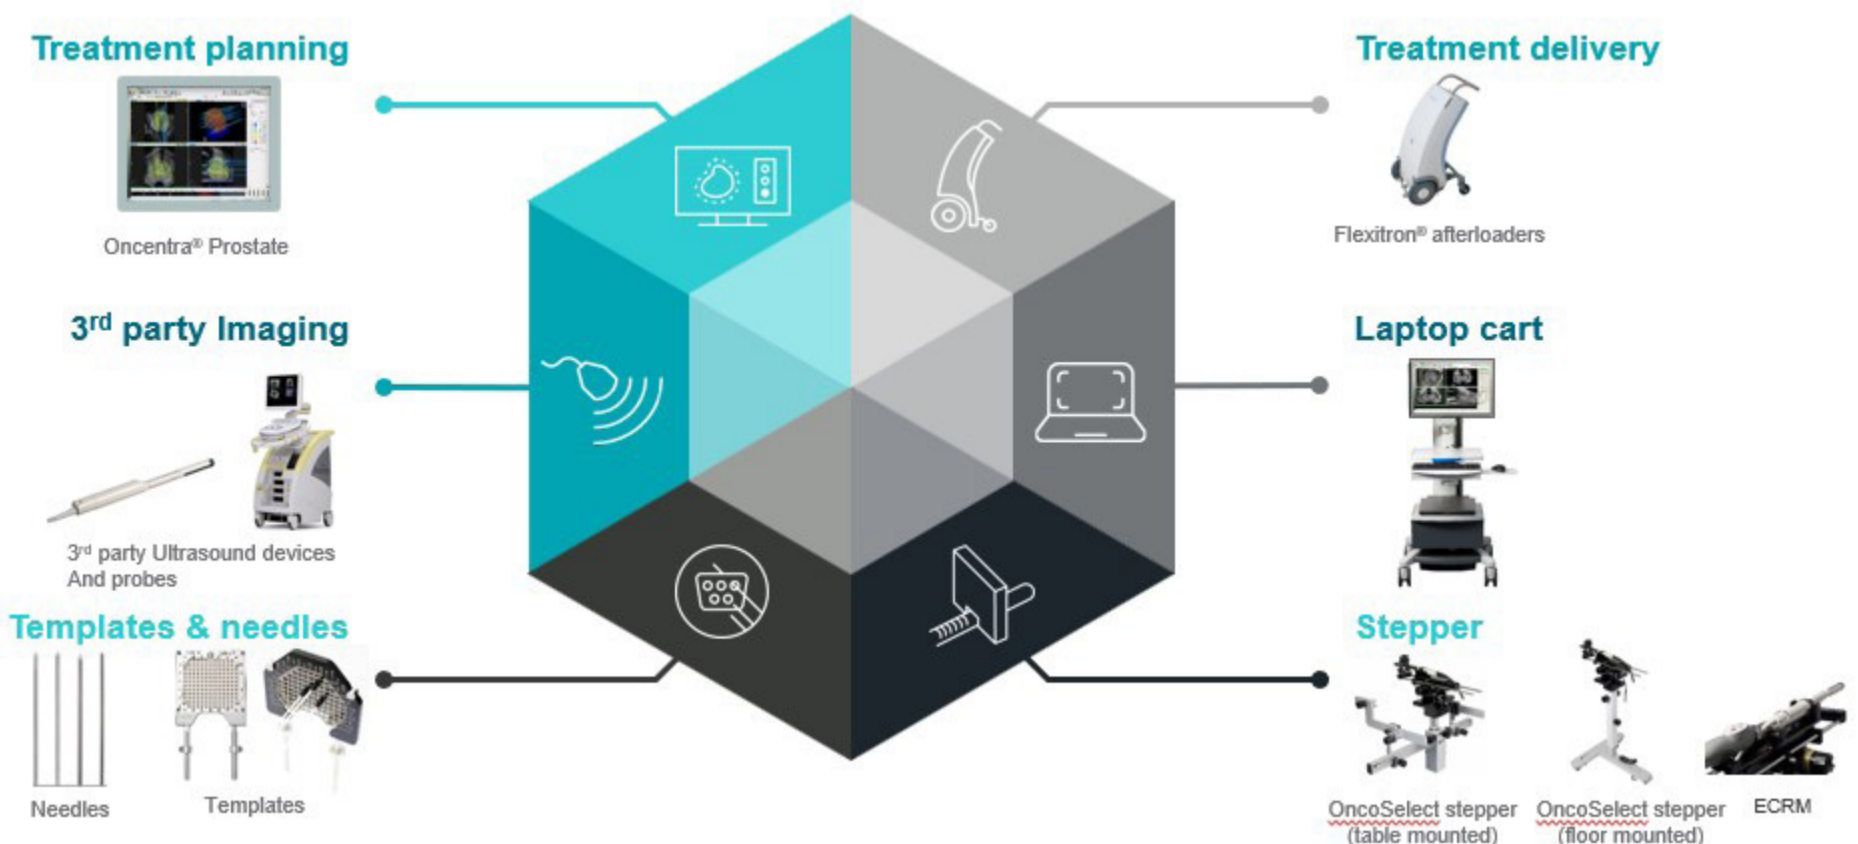 Treatment planning
Oncentra® Prostate
3rd party Imaging
3rd party Ultrasound devices
And probes
Templates & needles
Needles
Templates
Treatment delivery
Flexitron® afterloaders
Laptop cart
Stepper
OncoSelect stepper
(table mounted)
OncoSelect stepper
(floor mounted)
ECRM